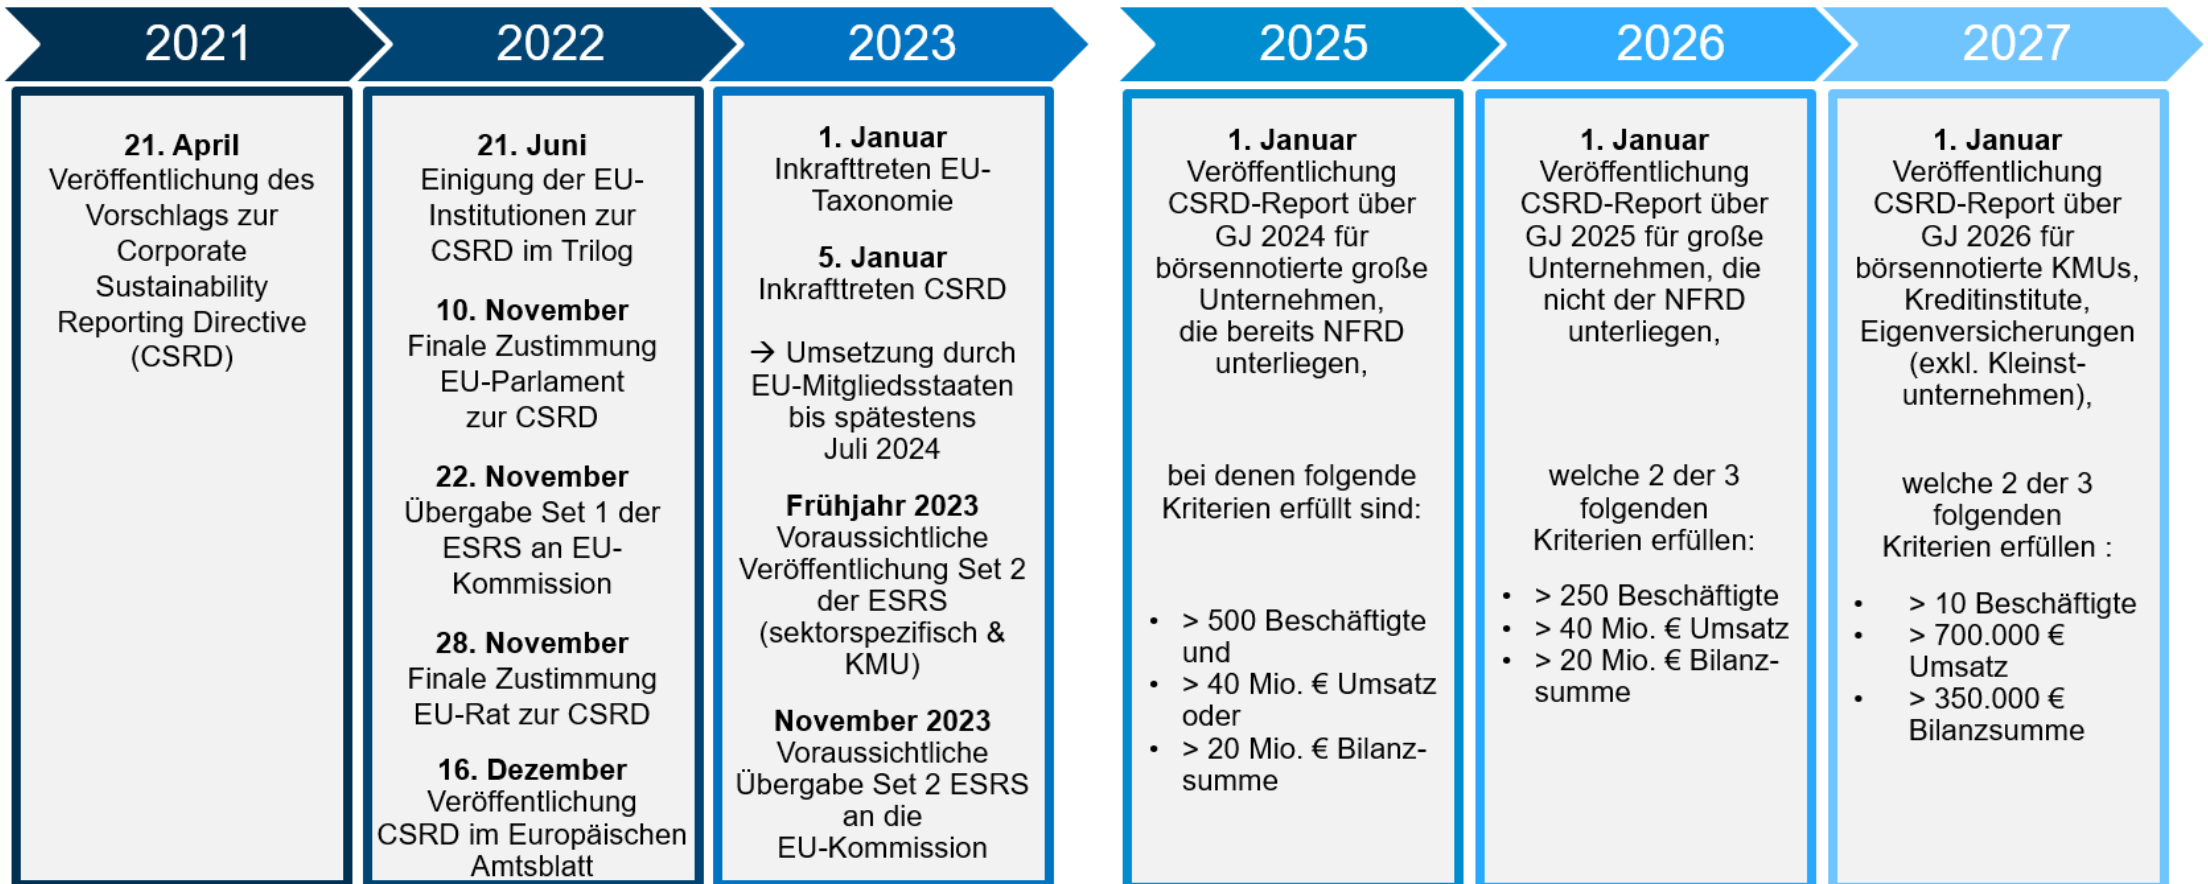 2021
21. April
Veröffentlichung des
Vorschlags zur
Corporate
Sustainability
Reporting Directive
(CSRD)
2022
21. Juni
Einigung der EU-
Institutionen zur
CSRD im Trilog
10. November
Finale Zustimmung
EU-Parlament
zur CSRD
22. November
Übergabe Set 1 der
ESRS an EU-
Kommission
28. November
Finale Zustimmung
EU-Rat zur CSRD
16. Dezember
Veröffentlichung
CSRD im Europäischen
Amtsblatt
2023
1. Januar
Inkrafttreten EU-
Taxonomie
5. Januar
Inkrafttreten CSRD
→ Umsetzung durch
EU-Mitgliedsstaaten
bis spätestens
Juli 2024
Frühjahr 2023
Voraussichtliche
Veröffentlichung Set 2
der ESRS
(sektorspezifisch &
KMU)
November 2023
Voraussichtliche
Übergabe Set 2 ESRS
an die
EU-Kommission
2025
1. Januar
Veröffentlichung
CSRD-Report über
GJ 2024 für
börsennotierte große
Unternehmen,
die bereits NFRD
unterliegen,
bei denen folgende
Kriterien erfüllt sind:
• > 500 Beschäftigte
und
• > 40 Mio. € Umsatz
oder
• > 20 Mio. € Bilanz-
summe
2026
1. Januar
Veröffentlichung
CSRD-Report über
GJ 2025 für große
Unternehmen, die
nicht der NFRD
unterliegen,
welche 2 der 3
folgenden
Kriterien erfüllen:
• > 250 Beschäftigte
• > 40 Mio. € Umsatz
• > 20 Mio. € Bilanz-
summe
2027
1. Januar
Veröffentlichung
CSRD-Report über
GJ 2026 für
börsennotierte KMUs,
Kreditinstitute,
Eigenversicherungen
(exkl. Kleinst-
unternehmen),
welche 2 der 3
folgenden
Kriterien erfüllen :
• > 10 Beschäftigte
• > 700.000 €
Umsatz
• > 350.000 €
Bilanzsumme